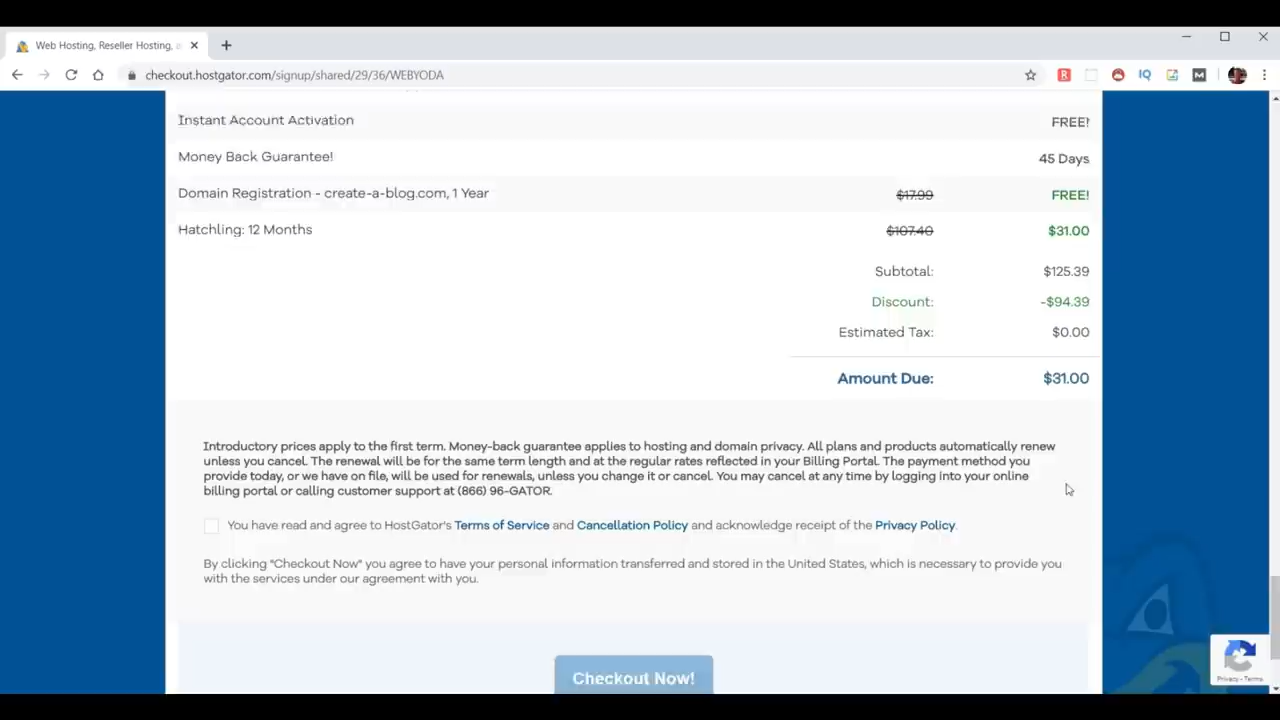 Web Hosting, Reseller Hosting, a
checkout.hostgator.com/signup/shared/29/36/WEBYODA
Instant Account Activation FREE!
Money Back Guarantee! 45 Days
Domain Registration - create-a-blog.com, 1 Year $17.99 FREE!
Hatchling: 12 Months $107.40 $31.00
Subtotal: $125.39
Discount: -$94.39
Estimated Tax: $0.00
Amount Due: $31.00
Introductory prices apply to the first term. Money-back guarantee applies to hosting and domain privacy. All plans and products automatically renew
unless you cancel. The renewal will be for the same term length and at the regular rates reflected in your Billing Portal. The payment method you
provide today, or we have on file, will be used for renewals, unless you change it or cancel. You may cancel at any time by logging into your online
billing portal or calling customer support at (866) 96-GATOR.
You have read and agree to HostGator's Terms of Service and Cancellation Policy and acknowledge receipt of the Privacy Policy.
By clicking "Checkout Now" you agree to have your personal information transferred and stored in the United States, which is necessary to provide you
with the services under our agreement with you.
Checkout Now!
Privacy - Terms